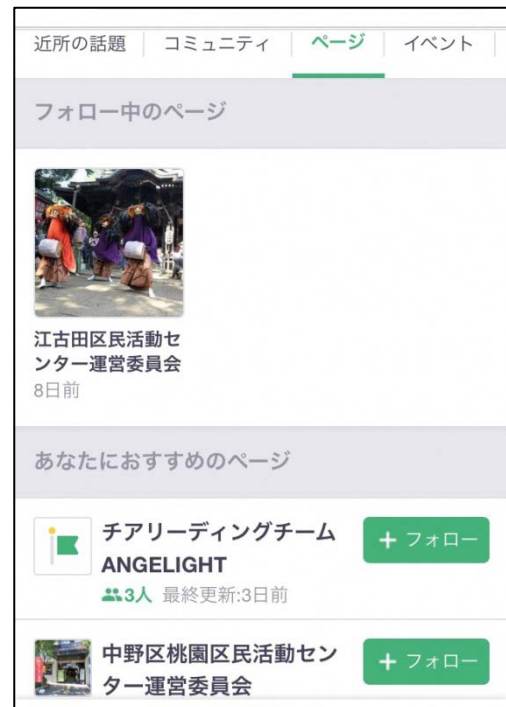 近所の話題 コミュニティ ページ イベント
フォロー中のページ
江古田区民活動セ
ンター運営委員会
8日前
あなたにおすすめのページ
チアリーディングチーム
ANGELIGHT
+ フォロー
3人 最終更新:3日前
中野区桃園区民活動セン
ター運営委員会
+ フォロー